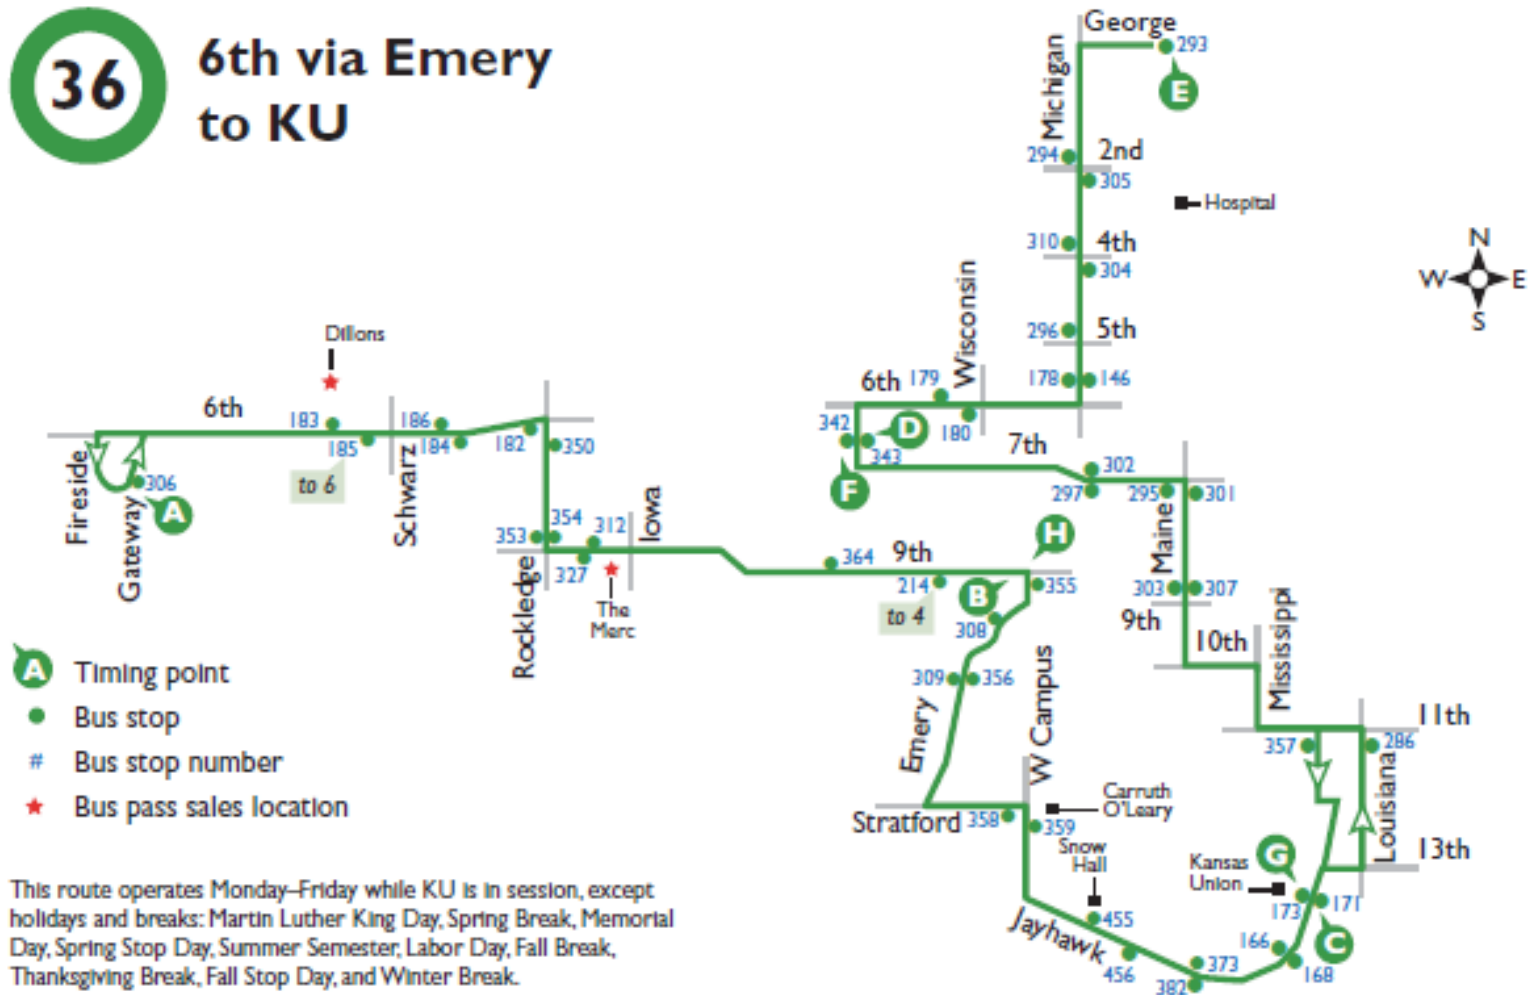 36
6th via Emery
to KU
George
293
E
Michigan
294
2nd
305
Hospital
310
4th
304
N
W
E
S
296
5th
Wisconsin
178
146
6th
179
180
342
D
343
F
7th
302
297
295
301
Maine
303
307
9th
10th
Mississippi
11th
357
286
Louisiana
13th
Dillons
6th
183
185
to 6
186
184
Schwarz
182
350
Fireside
Gateway
306
A
353
354
312
327
Iowa
Rockledge
The
Merc
364
9th
214
to 4
H
B
355
308
309
356
Emery
W Campus
Stratford
358
359
Carruth
O'Leary
Snow
Hall
455
Jayhawk
456
382
373
166
168
Kansas
Union
G
173
171
C
A Timing point
Bus stop
# Bus stop number
Bus pass sales location
This route operates Monday–Friday while KU is in session, except
holidays and breaks: Martin Luther King Day, Spring Break, Memorial
Day, Spring Stop Day, Summer Semester, Labor Day, Fall Break,
Thanksgiving Break, Fall Stop Day, and Winter Break.